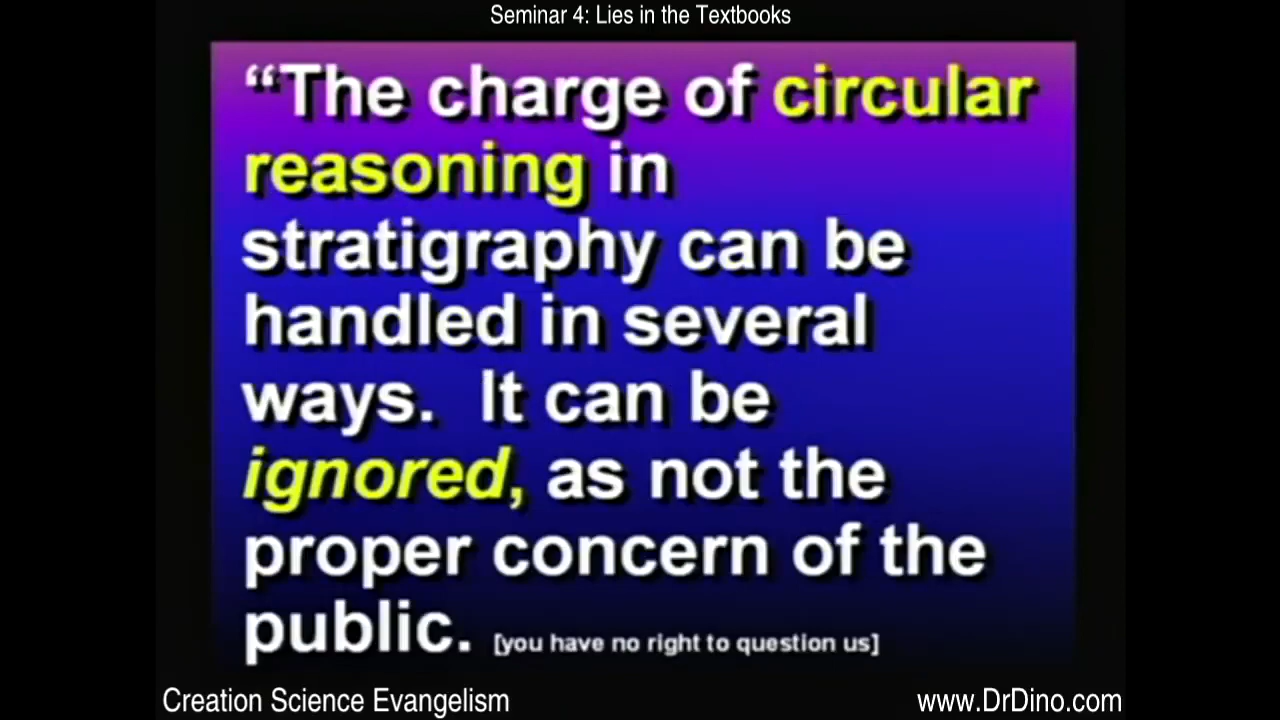 Seminar 4: Lies in the Textbooks
“The charge of circular
reasoning in
stratigraphy can be
handled in several
ways. It can be
ignored, as not the
proper concern of the
public. [you have no right to question us]
Creation Science Evangelism
www.DrDino.com